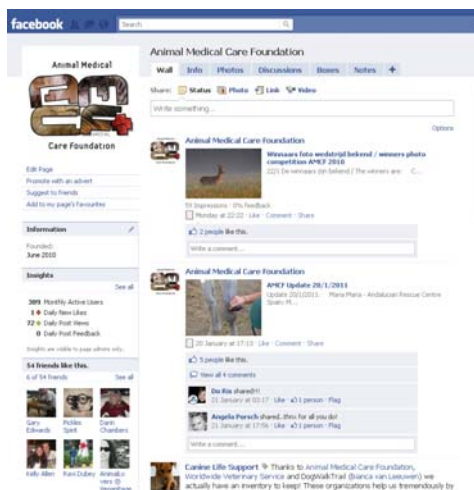 facebook
Search
Animal Medical
AMCF
Care Foundation
Edit Page
Promote with an advert
Suggest to friends
Add to my page's Favourites
Information
Founded:
June 2010
Insights
See all
Monthly Active Users
1 Daily New Likes
72 Daily Post Views
0 Daily Post Feedback
Insights are visible to page admins only.
54 friends like this.
6 of 54 friends See all
Gary Edwards
Pickles Spirit
Darin Chambers
Kelly Allen
Kavi Dubey
Animal Medical Care Foundation
Wall Info Photos Discussions Boxes Notes +
Share: Status Photo Link Video
Write something...
Options
Animal Medical Care Foundation
Winnaars foto wedstrijd bekend / winners photo
competition AMCF 2010
De winnaars zijn bekend / The winners are: C...
Impressions · 0% Feedback
Monday at 22:22 · Like · Comment · Share
2 people like this.
Write a comment...
Animal Medical Care Foundation
AMCF Update 20/1/2011
Update 20/1/2011. Mana Maria - Andalusian Rescue Centre
Spain: M...
20 January at 17:13 · Like · Comment · Share
5 people like this.
View all 4 comments
shared!!!
21 January at 03:17 · Like · 1 person · Flag
Angela Persch shared. thnx for all you do!
21 January at 17:56 · Like · 1 person · Flag
Write a comment...
Canine Life Support Thanks to Animal Medical Care Foundation,
Worldwide Veterinary Service and DogWalkTrail (Bianca van Leeuwen) we
actually have an inventory to keep! These organizations help us tremendously by